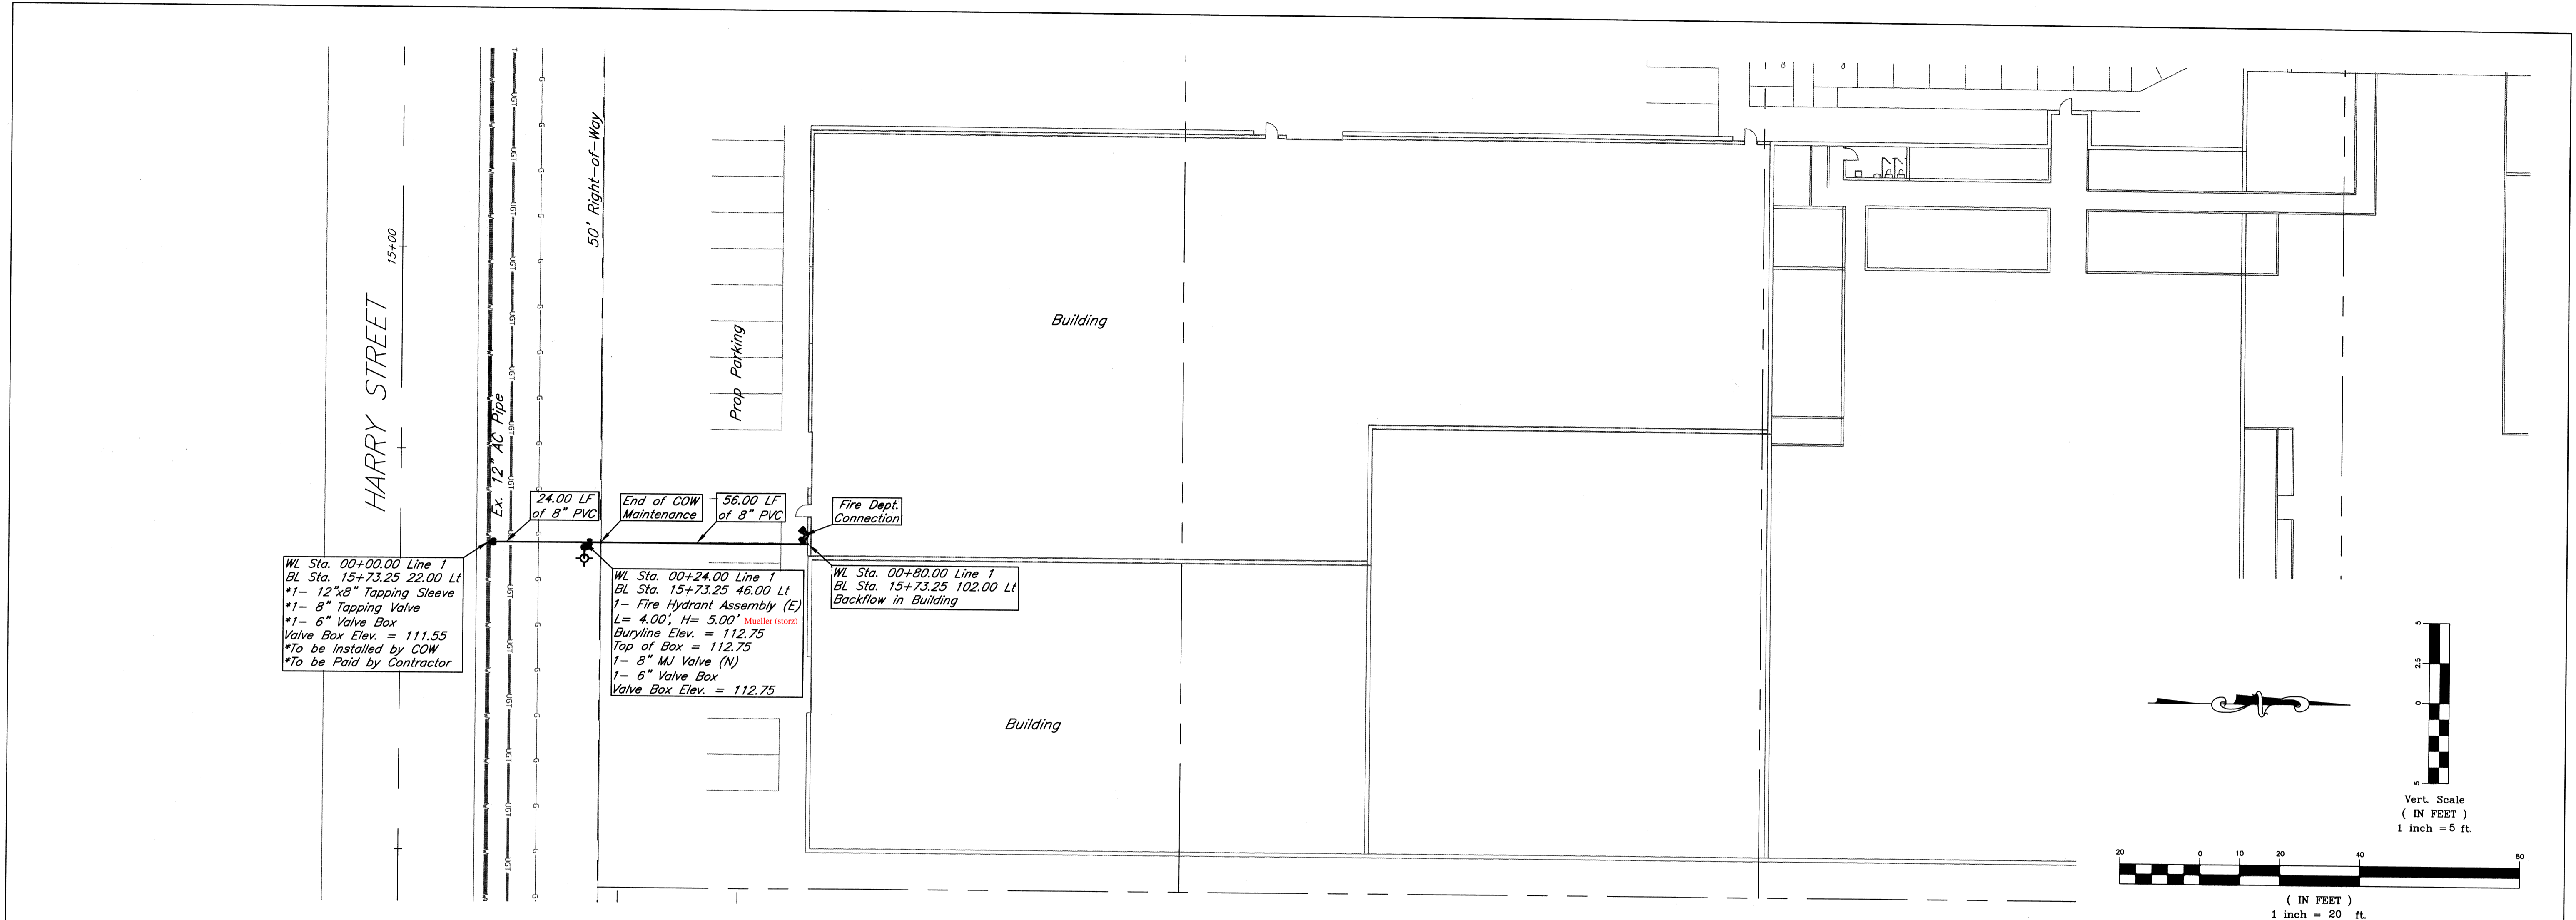 HARRY STREET
15+00
Ex. 12" AC Pipe
UGT
G
50' Right-of-Way
Prop Parking
Building
Building
24.00 LF
of 8" PVC
End of COW
Maintenance
56.00 LF
of 8" PVC
Fire Dept.
Connection
WL Sta. 00+00.00 Line 1
BL Sta. 15+73.25 22.00 Lt
*1- 12"x8" Tapping Sleeve
*1- 8" Tapping Valve
*1- 6" Valve Box
Valve Box Elev. = 111.55
*To be Installed by COW
*To be Paid by Contractor
WL Sta. 00+24.00 Line 1
BL Sta. 15+73.25 46.00 Lt
1- Fire Hydrant Assembly (E)
L= 4.00', H= 5.00' Mueller (storz)
Buryline Elev. = 112.75
Top of Box = 112.75
1- 8" MJ Valve (N)
1- 6" Valve Box
Valve Box Elev. = 112.75
WL Sta. 00+80.00 Line 1
BL Sta. 15+73.25 102.00 Lt
Backflow in Building
5
2.5
0
5
Vert. Scale
( IN FEET )
1 inch = 5 ft.
20 0 10 20 40 80
( IN FEET )
1 inch = 20 ft.